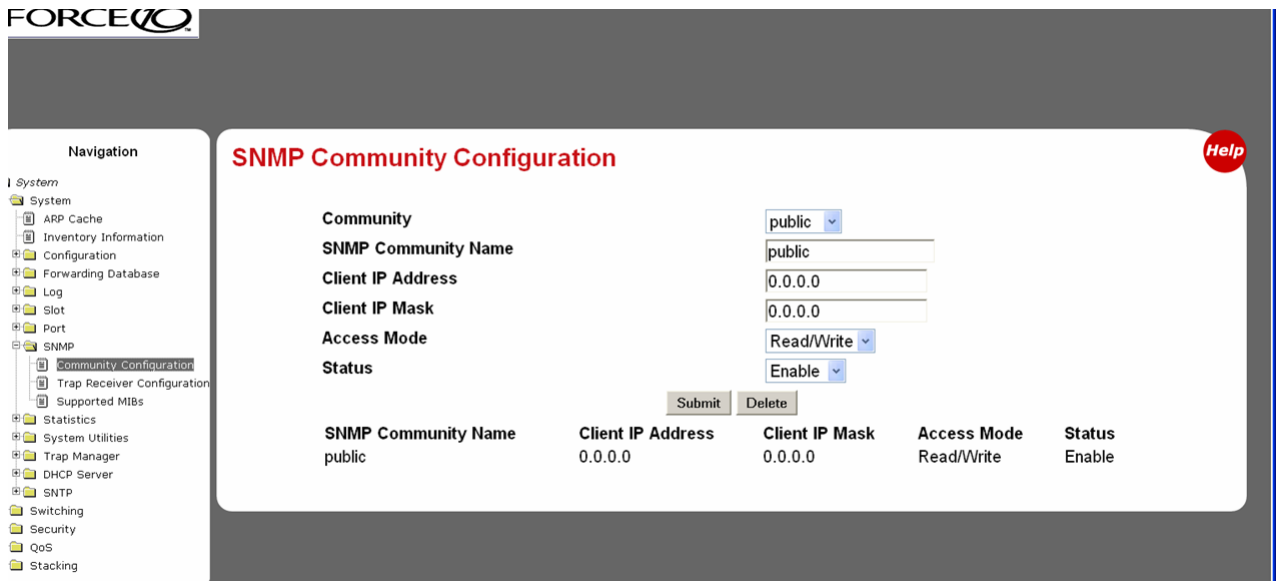 FORCE10
Navigation
System
System
ARP Cache
Inventory Information
Configuration
Forwarding Database
Log
Slot
Port
SNMP
Community Configuration
Trap Receiver Configuration
Supported MIBs
Statistics
System Utilities
Trap Manager
DHCP Server
SNTP
Switching
Security
QoS
Stacking
SNMP Community Configuration
Help
Community public
SNMP Community Name public
Client IP Address 0.0.0.0
Client IP Mask 0.0.0.0
Access Mode Read/Write
Status Enable
Submit Delete
SNMP Community Name Client IP Address Client IP Mask Access Mode Status
public 0.0.0.0 0.0.0.0 Read/Write Enable